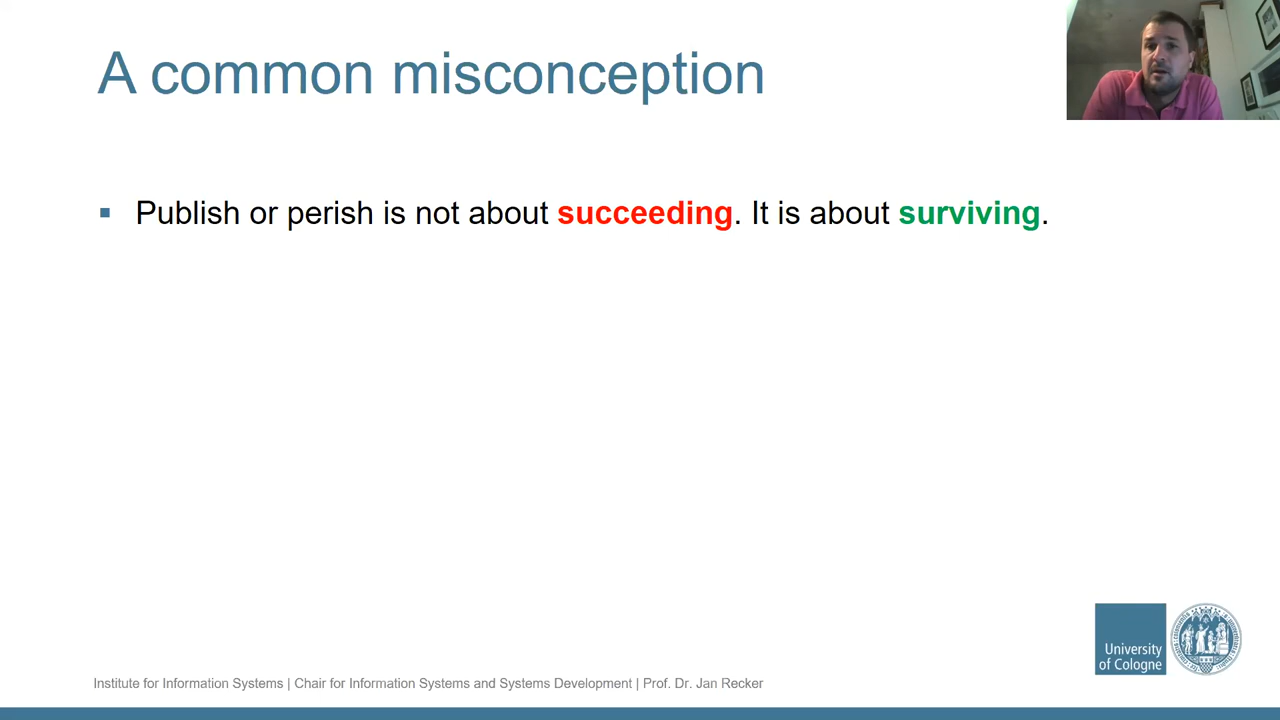 A common misconception
Publish or perish is not about succeeding. It is about surviving.
University
of Cologne
Institute for Information Systems | Chair for Information Systems and Systems Development | Prof. Dr. Jan Recker